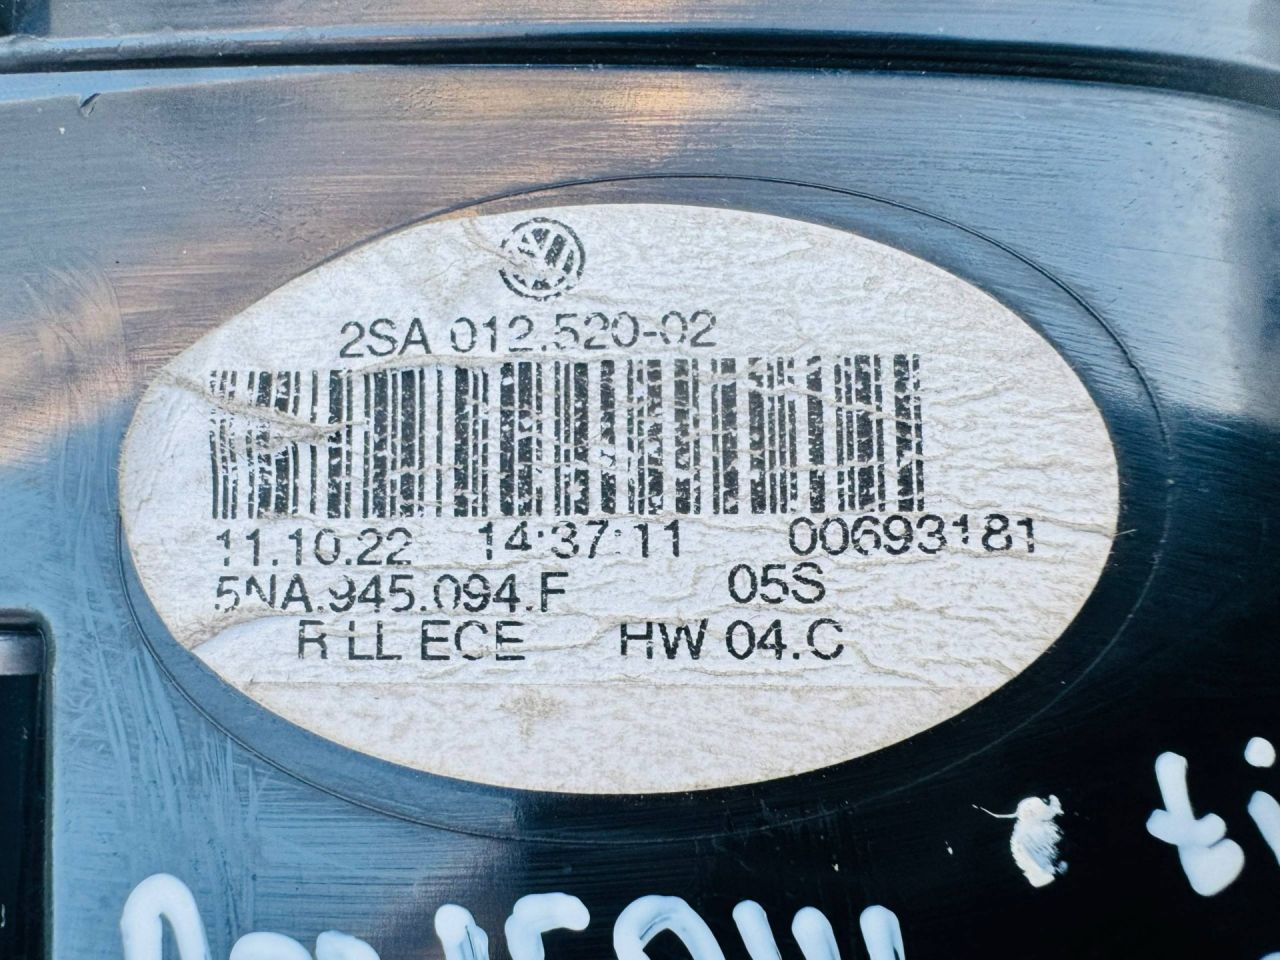 2SA 012.520-02
11.10.22 14:37:11 00693181
5NA.945.094.F 05S
R LL ECE HW 04.C